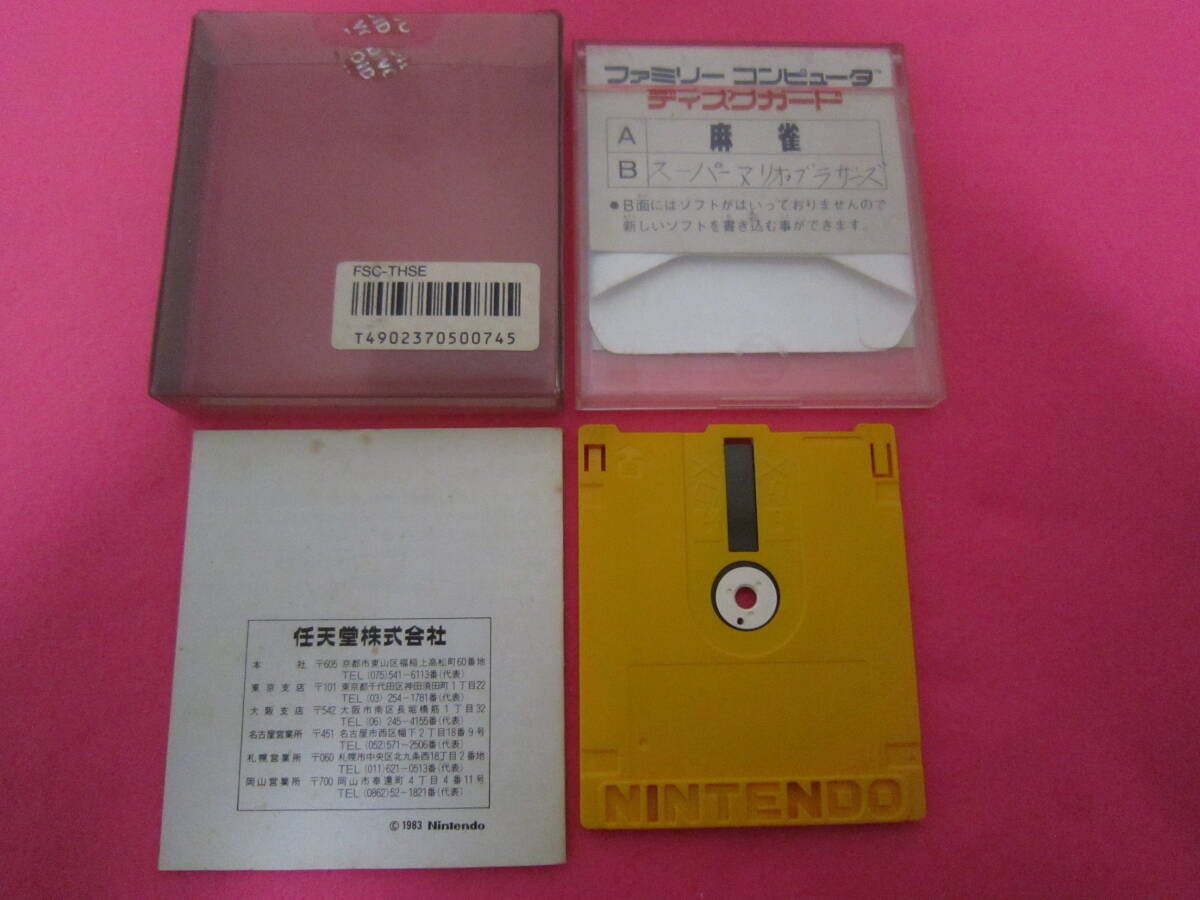 FSC-THSE
T4902370500745
ファミリー コンピュータ™
ディスクカード
A 麻雀
B スーパーマリオブラザーズ
●B面にはソフトがはいっておりませんので
新しいソフトを書き込む事ができます。
任天堂株式会社
本社 〒605 京都市東山区福稲上高松町60番地
TEL (075)541-6113番(代表)
東京支店 〒101 東京都千代田区神田須田町1丁目22
TEL (03) 254-1781番(代表)
大阪支店 〒542 大阪市南区長堀橋筋1丁目32
TEL (06) 245-4155番(代表)
名古屋営業所 〒451 名古屋市西区幅下2丁目18番9号
TEL (052)571-2506番(代表)
札幌営業所 〒060 札幌市中央区北九条西18丁目2番地
TEL (011)621-0513番(代表)
岡山営業所 〒700 岡山市奉還町4丁目4番11号
TEL (0862)52-1821番(代表)
©1983 Nintendo
NINTENDO